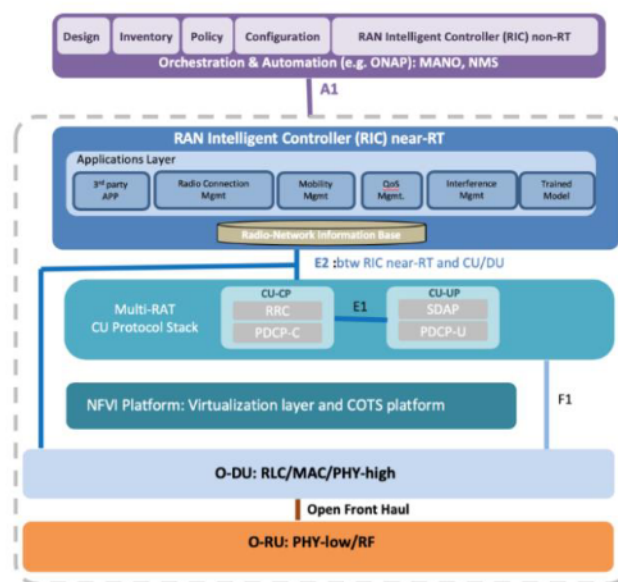 Design Inventory Policy Configuration RAN Intelligent Controller (RIC) non-RT
Orchestration & Automation (e.g. ONAP): MANO, NMS
A1
RAN Intelligent Controller (RIC) near-RT
Applications Layer
3rd party
APP
Radio Connection
Mgmt
Mobility
Mgmt
QoS
Mgmt.
Interference
Mgmt
Trained
Model
Radio-Network Information Base
E2 :btw RIC near-RT and CU/DU
Multi-RAT
CU Protocol Stack
CU-CP
RRC
PDCP-C
E1
CU-UP
SDAP
PDCP-U
NFVI Platform: Virtualization layer and COTS platform
F1
O-DU: RLC/MAC/PHY-high
Open Front Haul
O-RU: PHY-low/RF